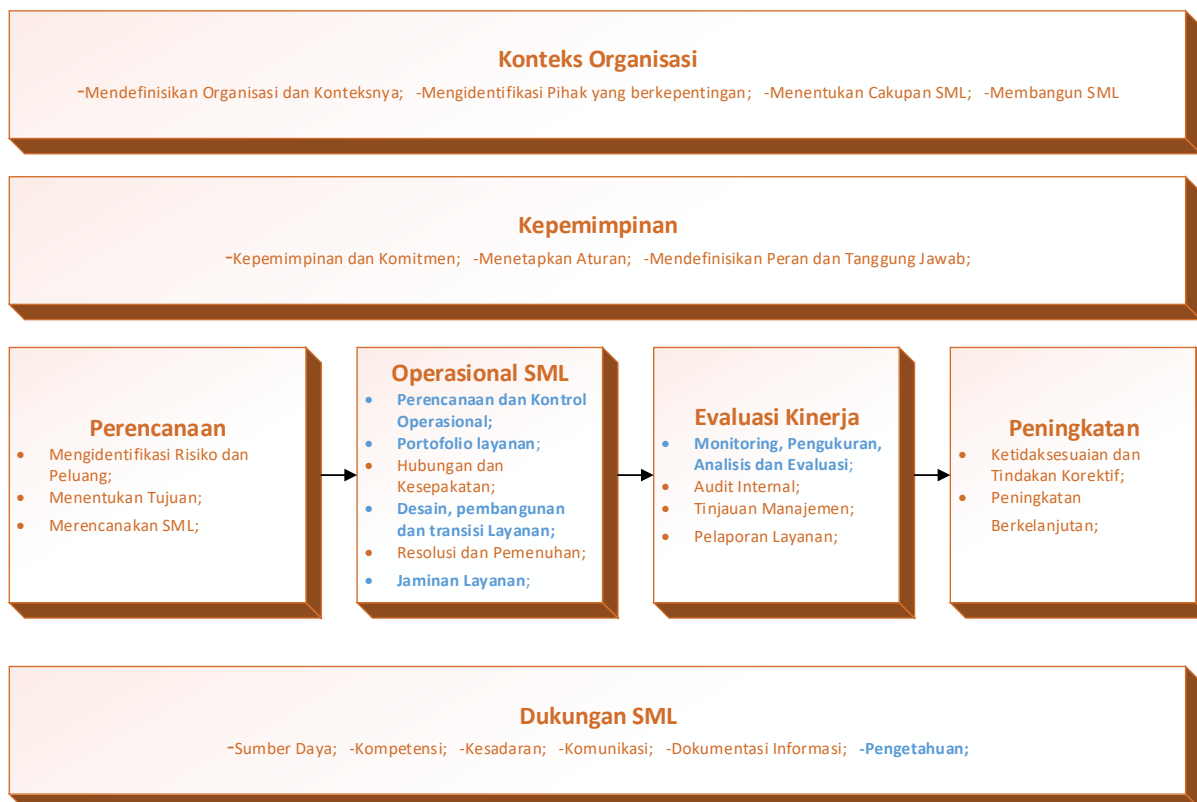 Konteks Organisasi
-Mendefinisikan Organisasi dan Konteksnya; -Mengidentifikasi Pihak yang berkepentingan; -Menentukan Cakupan SML; -Membangun SML
Kepemimpinan
-Kepemimpinan dan Komitmen; -Menetapkan Aturan; -Mendefinisikan Peran dan Tanggung Jawab;
Perencanaan
• Mengidentifikasi Risiko dan
Peluang;
• Menentukan Tujuan;
• Merencanakan SML;
Operasional SML
• Perencanaan dan Kontrol
Operasional;
• Portofolio layanan;
• Hubungan dan
Kesepakatan;
• Desain, pembangunan
dan transisi Layanan;
• Resolusi dan Pemenuhan;
• Jaminan Layanan;
Evaluasi Kinerja
• Monitoring, Pengukuran,
Analisis dan Evaluasi;
• Audit Internal;
• Tinjauan Manajemen;
• Pelaporan Layanan;
Peningkatan
• Ketidaksesuaian dan
Tindakan Korektif;
• Peningkatan
Berkelanjutan;
Dukungan SML
-Sumber Daya; -Kompetensi; -Kesadaran; -Komunikasi; -Dokumentasi Informasi; -Pengetahuan;